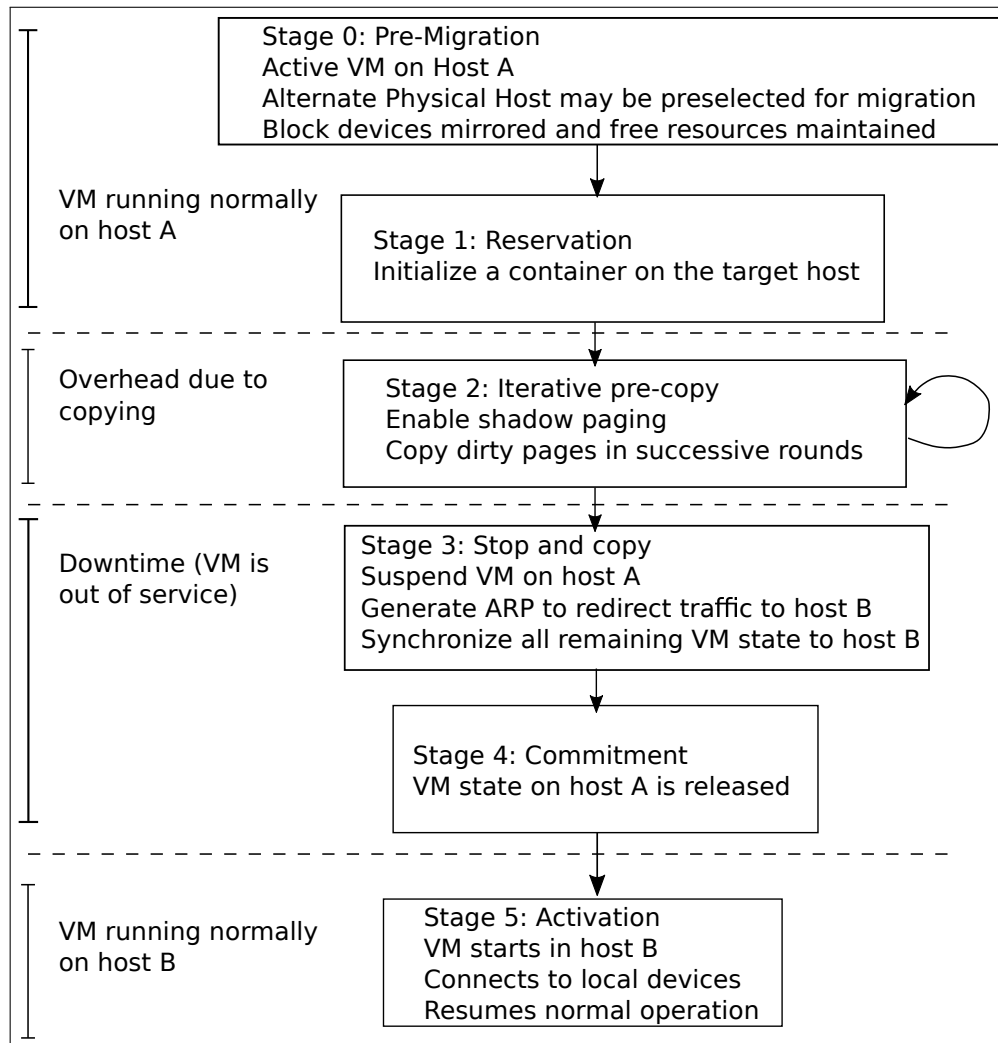 Stage 0: Pre-Migration
Active VM on Host A
Alternate Physical Host may be preselected for migration
Block devices mirrored and free resources maintained
VM running normally
on host A
Stage 1: Reservation
Initialize a container on the target host
Overhead due to
copying
Stage 2: Iterative pre-copy
Enable shadow paging
Copy dirty pages in successive rounds
Downtime (VM is
out of service)
Stage 3: Stop and copy
Suspend VM on host A
Generate ARP to redirect traffic to host B
Synchronize all remaining VM state to host B
Stage 4: Commitment
VM state on host A is released
VM running normally
on host B
Stage 5: Activation
VM starts in host B
Connects to local devices
Resumes normal operation